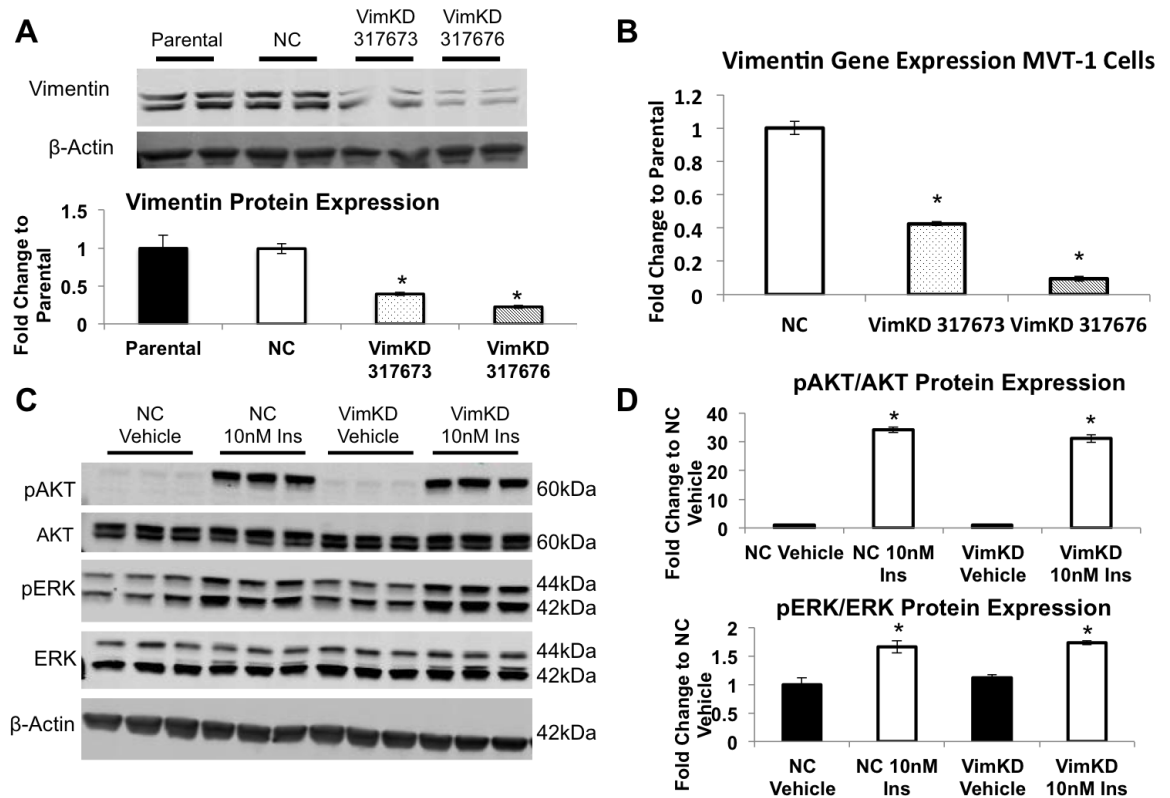 A
Parental
NC
VimKD
317673
VimKD
317676
Vimentin
β-Actin
Vimentin Protein Expression
Fold Change to
Parental
1.5
1
0.5
0
Parental
NC
VimKD
317673
*
VimKD
317676
*
B
Vimentin Gene Expression MVT-1 Cells
Fold Change to Parental
1.2
1
0.8
0.6
0.4
0.2
0
*
*
NC
VimKD 317673
VimKD 317676
C
NC
Vehicle
NC
10nM Ins
VimKD
Vehicle
VimKD
10nM Ins
pAKT
60kDa
AKT
60kDa
pERK
44kDa
42kDa
ERK
44kDa
42kDa
β-Actin
42kDa
D
pAKT/AKT Protein Expression
Fold Change to NC
Vehicle
40
30
20
10
0
*
*
NC Vehicle
NC 10nM
Ins
VimKD
Vehicle
VimKD
10nM Ins
pERK/ERK Protein Expression
Fold Change to NC
Vehicle
2
1.5
1
0.5
0
*
*
NC
Vehicle
NC 10nM
Ins
VimKD
Vehicle
VimKD
10nM Ins